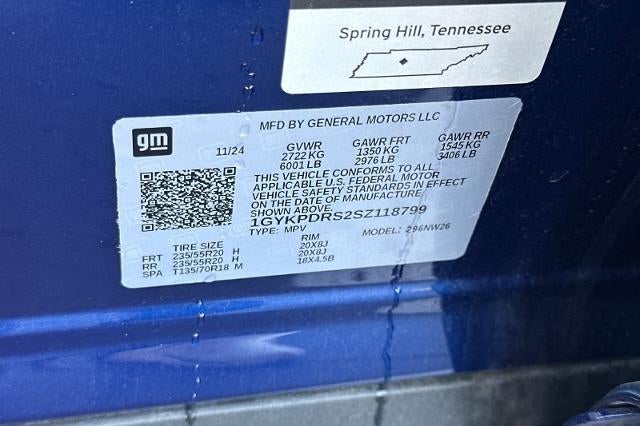 Spring Hill, Tennessee
gm
MFD BY GENERAL MOTORS LLC
11/24 GVWR GAWR FRT GAWR RR
2722 KG 1350 KG 1545 KG
6001 LB 2976 LB 3406 LB
THIS VEHICLE CONFORMS TO ALL
APPLICABLE U.S. FEDERAL MOTOR
VEHICLE SAFETY STANDARDS IN EFFECT
ON THE DATE OF MANUFACTURE
SHOWN ABOVE.
1GYKPDRS2SZ118799
TYPE: MPV MODEL: 296NW26
TIRE SIZE RIM
FRT 235/55R20 H 20X8J
RR 235/55R20 H 20X8J
SPA T135/70R18 M 18X4.5B